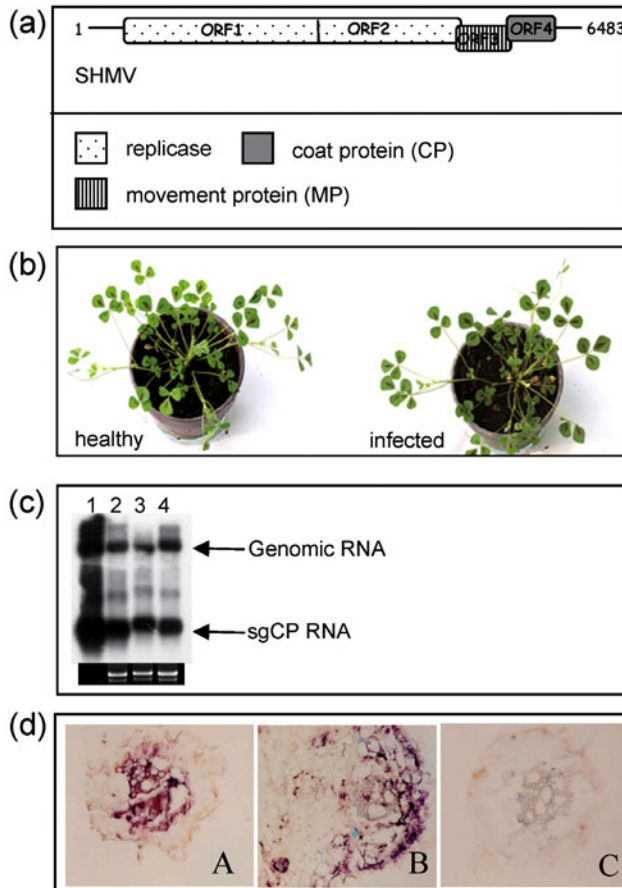 (a)
1 ORF1 ORF2 ORF3 ORF4 6483
SHMV
replicase coat protein (CP)
movement protein (MP)
(b)
healthy infected
(c)
1 2 3 4
Genomic RNA
sgCP RNA
(d)
A B C